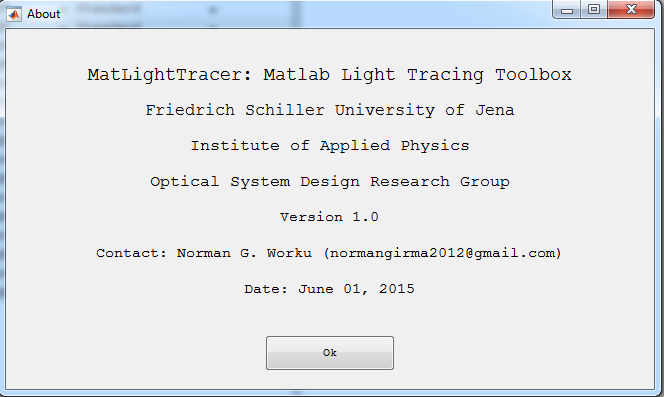 About
MatLightTracer: Matlab Light Tracing Toolbox
Friedrich Schiller University of Jena
Institute of Applied Physics
Optical System Design Research Group
Version 1.0
Contact: Norman G. Worku (normangirma2012@gmail.com)
Date: June 01, 2015
Ok